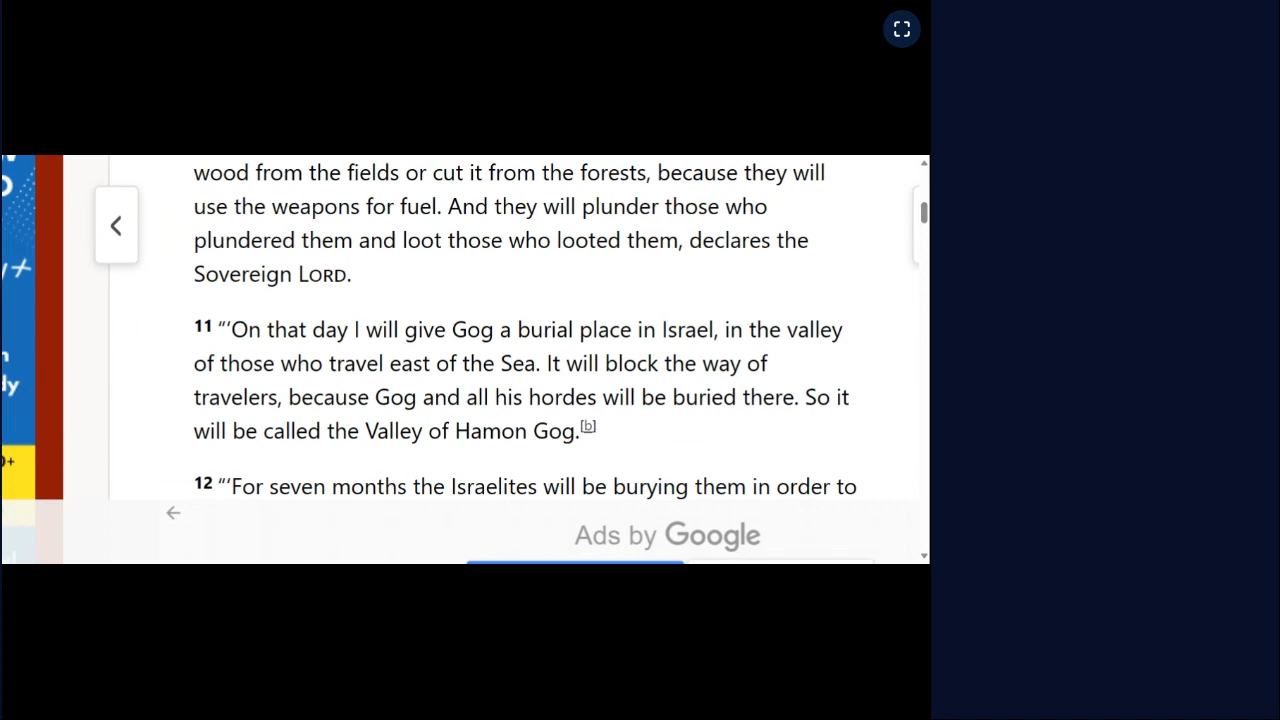 wood from the fields or cut it from the forests, because they will
use the weapons for fuel. And they will plunder those who
plundered them and loot those who looted them, declares the
Sovereign LORD.
11 “‘On that day I will give Gog a burial place in Israel, in the valley
of those who travel east of the Sea. It will block the way of
travelers, because Gog and all his hordes will be buried there. So it
will be called the Valley of Hamon Gog.[b]
12 “‘For seven months the Israelites will be burying them in order to
Ads by Google